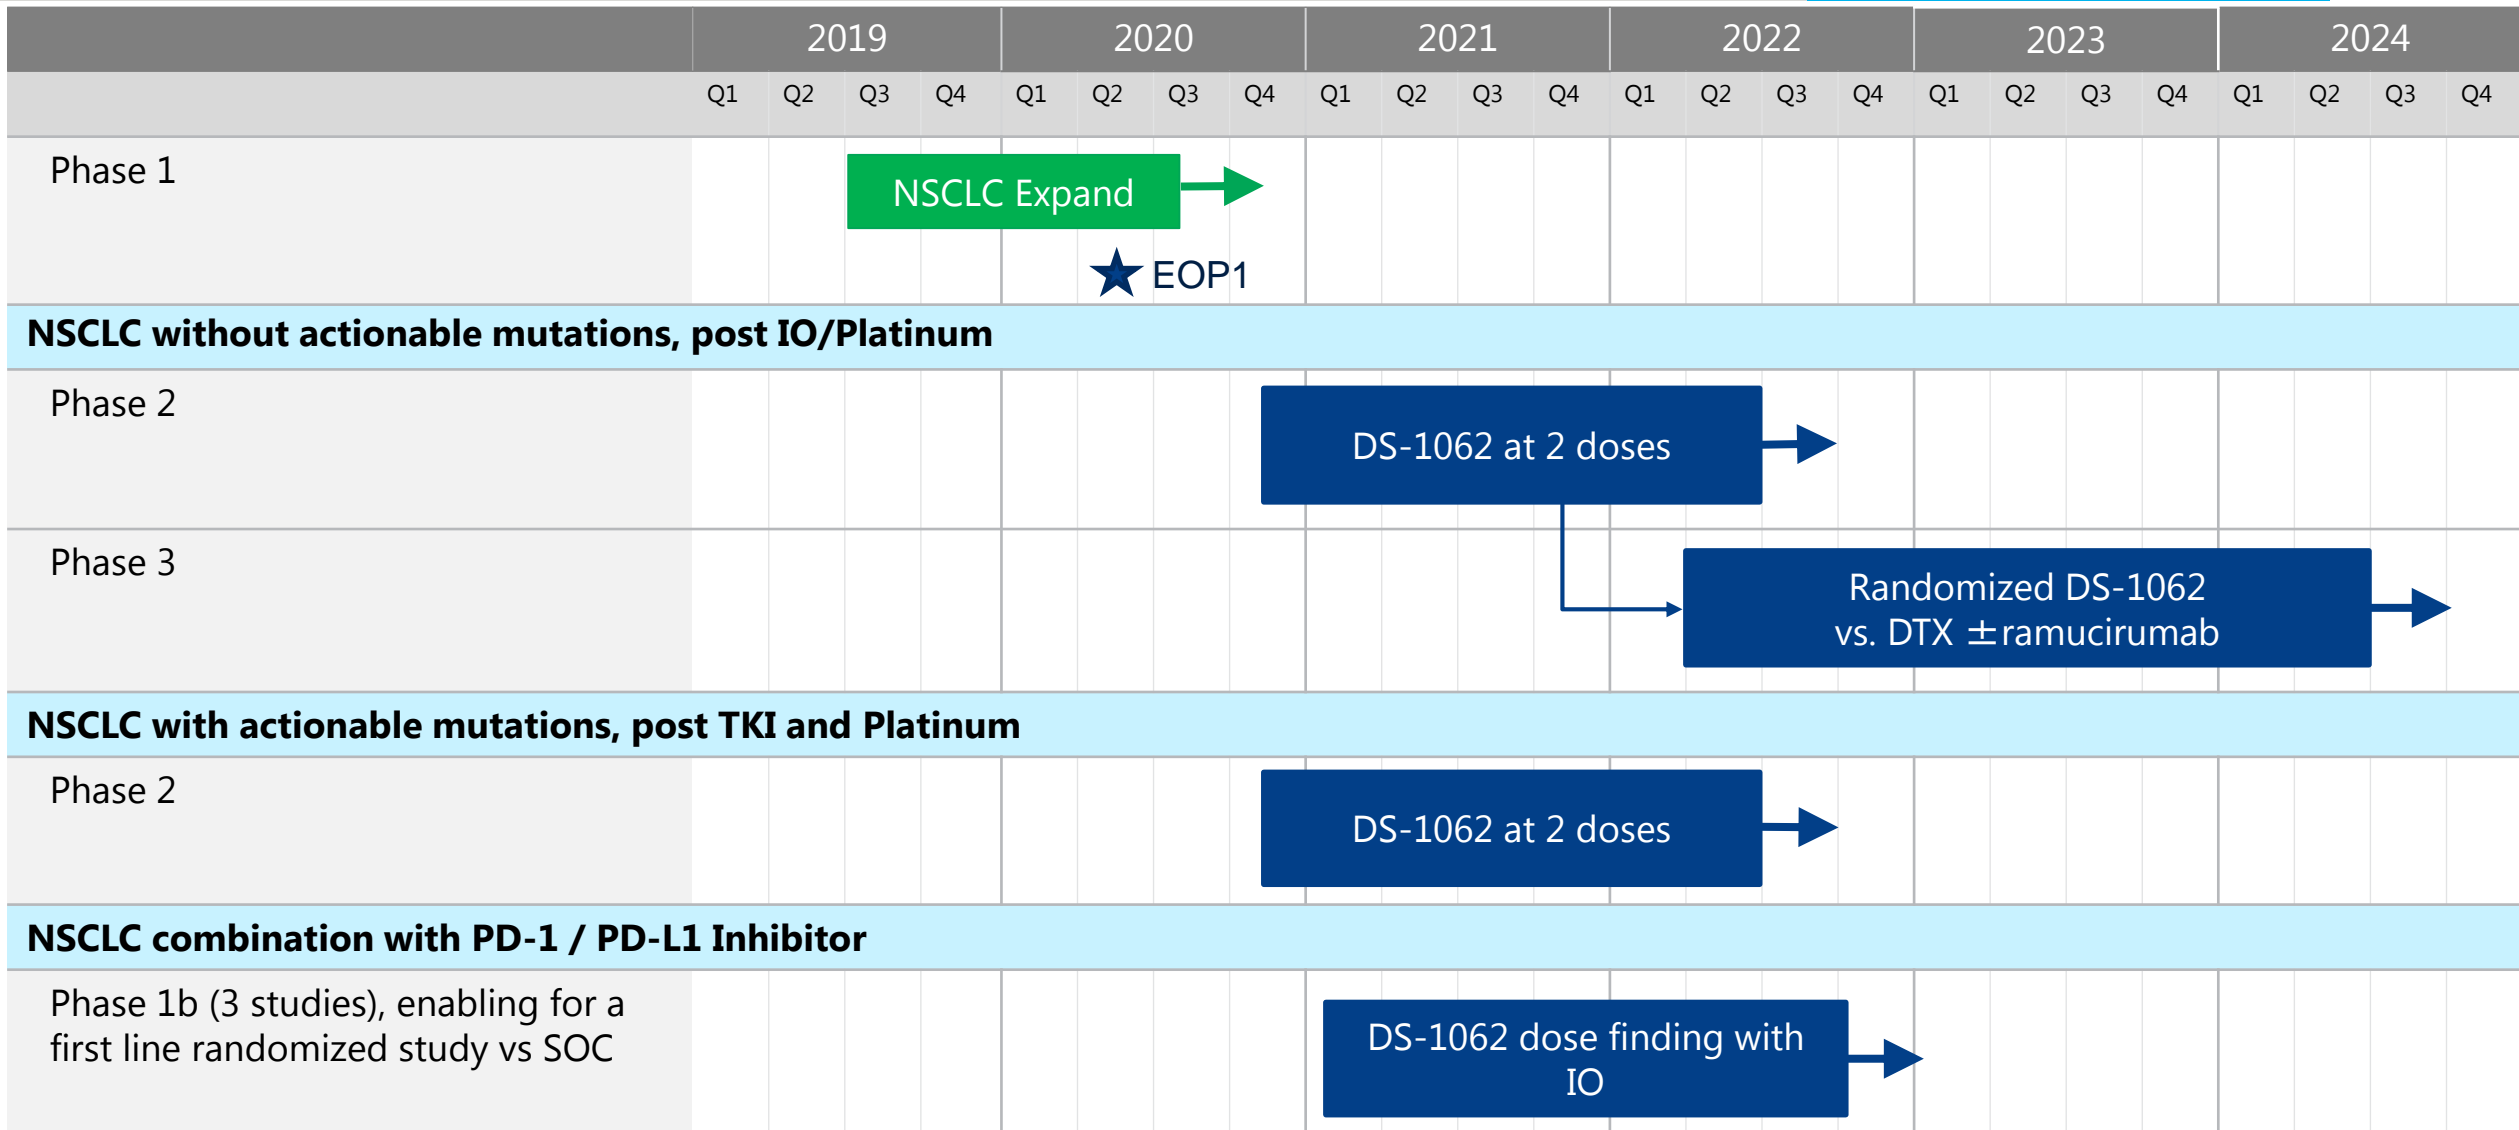 2019 2020 2021 2022 2023 2024
Q1 Q2 Q3 Q4 Q1 Q2 Q3 Q4 Q1 Q2 Q3 Q4 Q1 Q2 Q3 Q4 Q1 Q2 Q3 Q4 Q1 Q2 Q3 Q4
Phase 1
NSCLC Expand
EOP1
NSCLC without actionable mutations, post IO/Platinum
Phase 2
DS-1062 at 2 doses
Phase 3
Randomized DS-1062
vs. DTX ±ramucirumab
NSCLC with actionable mutations, post TKI and Platinum
Phase 2
DS-1062 at 2 doses
NSCLC combination with PD-1 / PD-L1 Inhibitor
Phase 1b (3 studies), enabling for a
first line randomized study vs SOC
DS-1062 dose finding with
IO